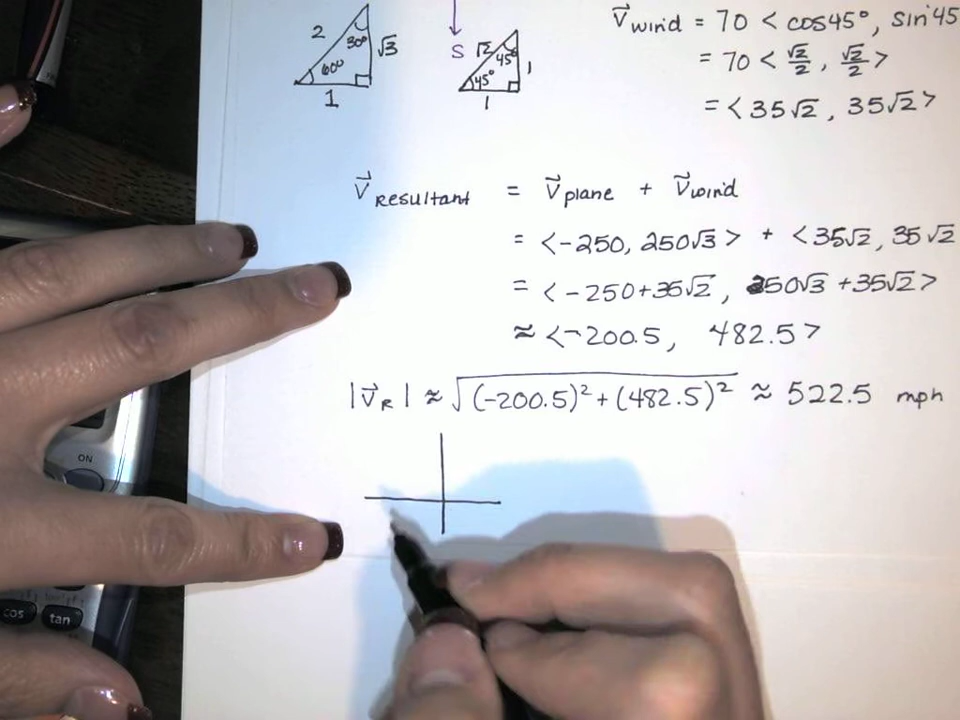 2 30° √3 60° 1
S √2 45° 45° 1 1
V⃗wind = 70 < cos45°, sin 45
= 70 < √2/2, √2/2 >
= < 35√2, 35√2 >
V⃗Resultant = V⃗plane + V⃗wind
= <-250, 250√3 > + < 35√2, 35√2
= < -250+35√2, 250√3 +35√2>
≈ <-200.5, 482.5 >
|V⃗R| ≈ √(-200.5)² + (482.5)² ≈ 522.5 mph
ON
cos tan